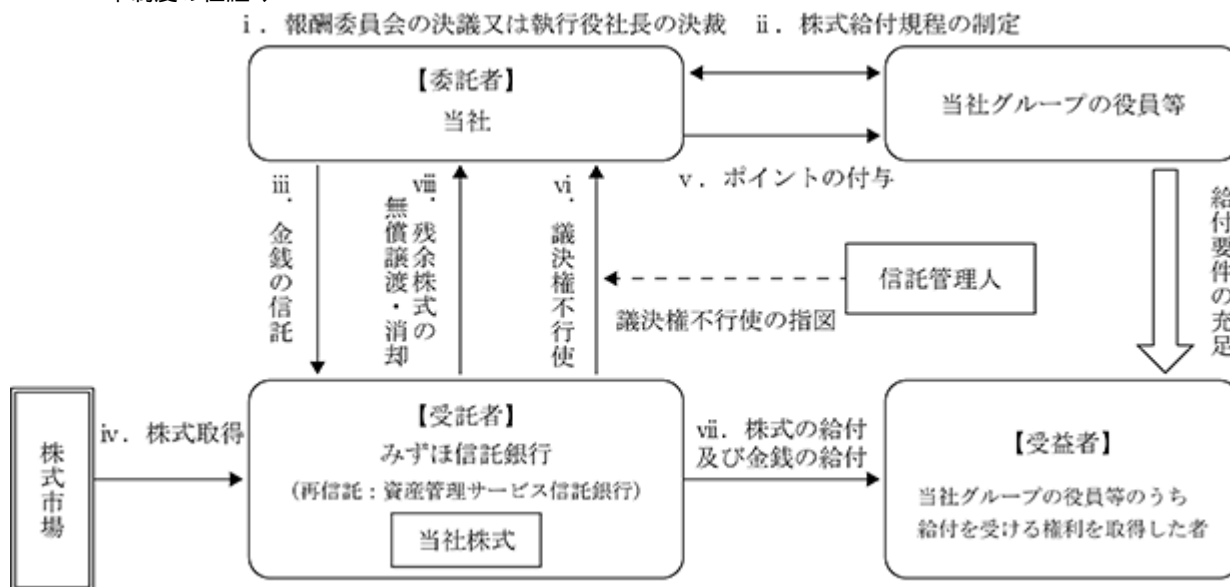 ⅰ．報酬委員会の決議又は執行役社長の決裁　ⅱ．株式給付規程の制定
【委託者】
当社
当社グループの役員等
ⅴ．ポイントの付与
ⅲ．金銭の信託
ⅷ．残余株式の
無償譲渡・消却
ⅵ．議決権不行使
信託管理人
議決権不行使の指図
給付要件の充足
株式市場
ⅳ．株式取得
【受託者】
みずほ信託銀行
(再信託：資産管理サービス信託銀行)
当社株式
ⅶ．株式の給付
及び金銭の給付
【受益者】
当社グループの役員等のうち
給付を受ける権利を取得した者